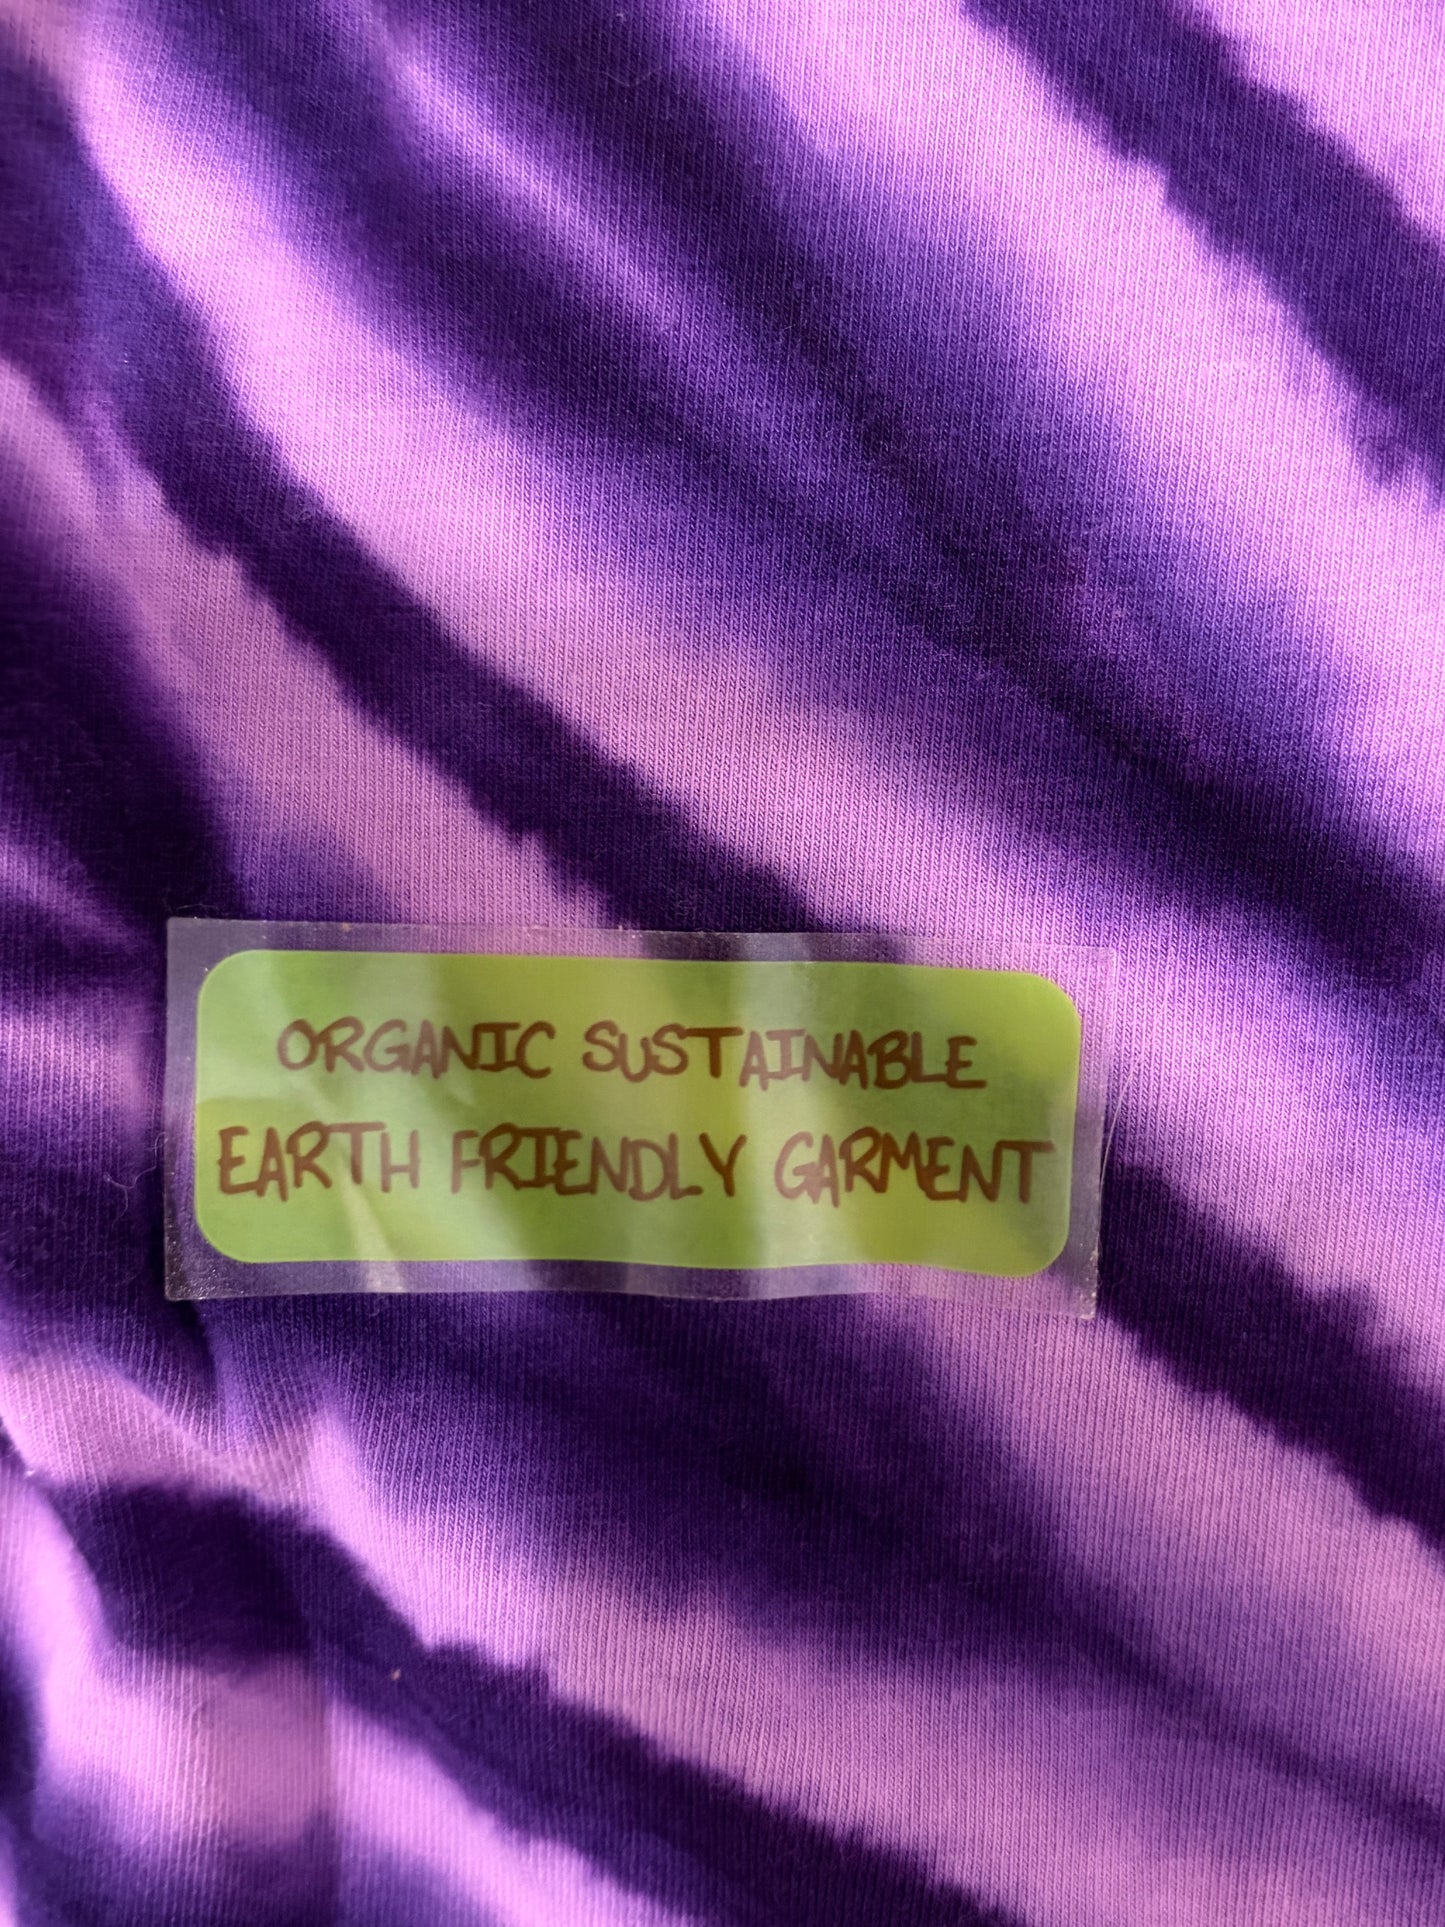 ORGANIC SUSTAINABLE
EARTH FRIENDLY GARMENT